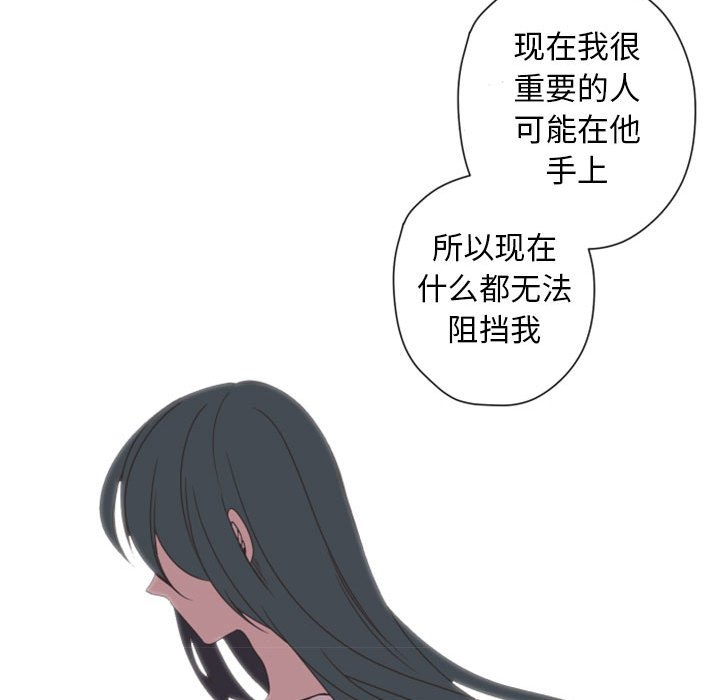 现在我很
重要的人
可能在他
手上
所以现在
什么都无法
阻挡我